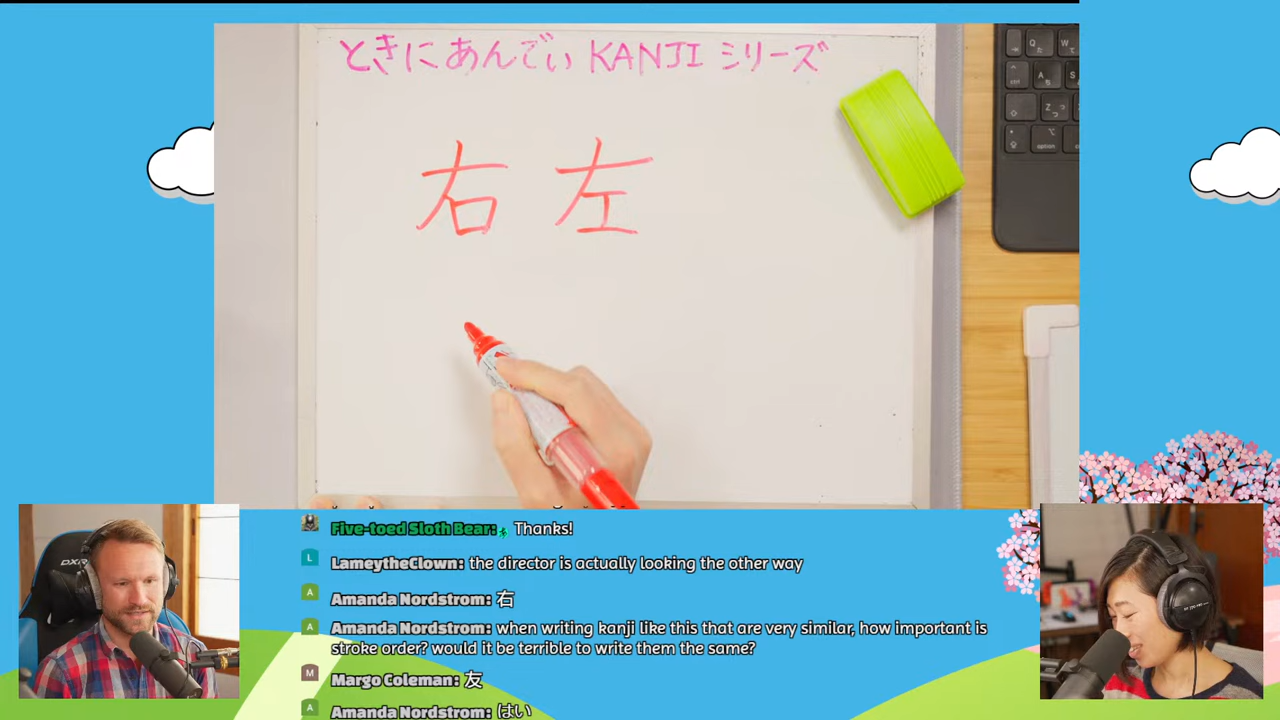 ときにあんでぃ KANJI シリーズ
右 左
Five-toed Sloth Bear: Thanks!
LameytheClown: the director is actually looking the other way
Amanda Nordstrom: 右
Amanda Nordstrom: when writing kanji like this that are very similar, how important is
stroke order? would it be terrible to write them the same?
Margo Coleman: 友
Amanda Nordstrom: はい